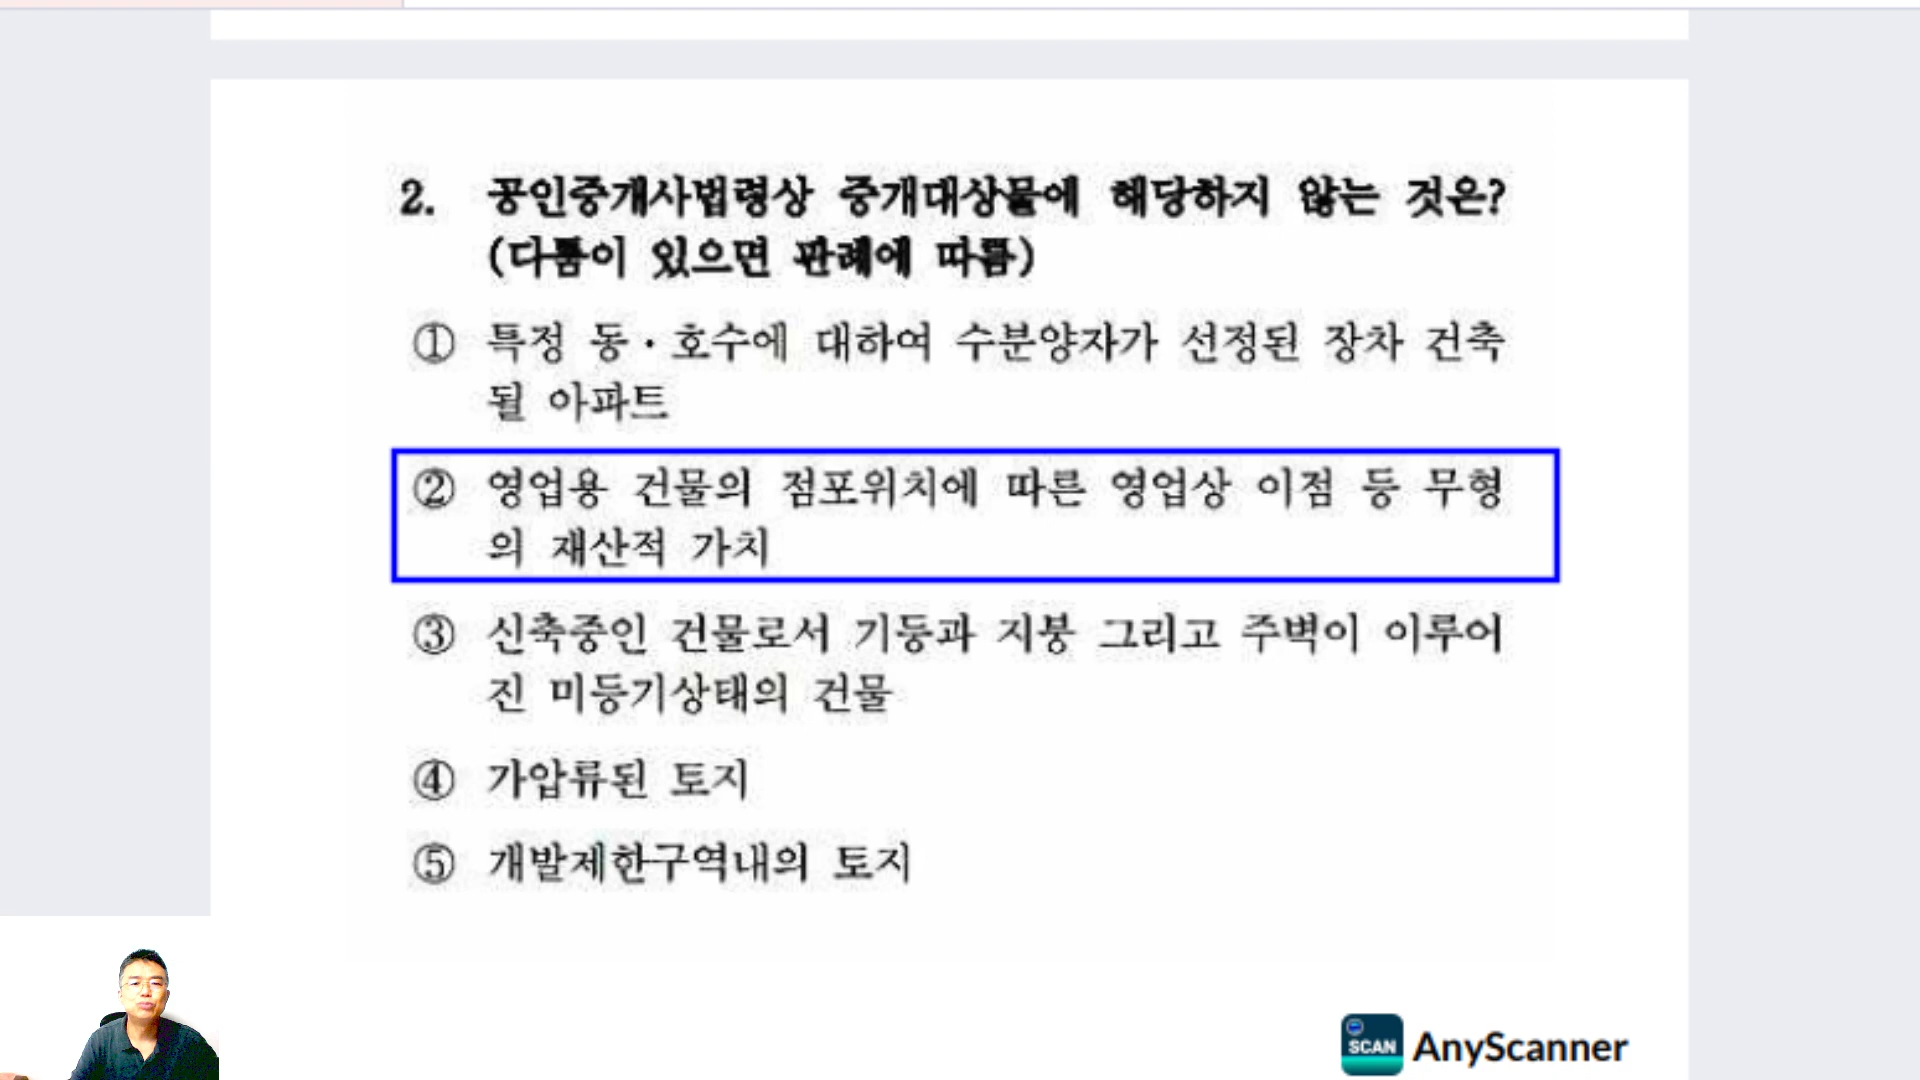 2. 공인중개사법령상 중개대상물에 해당하지 않는 것은?
(다툼이 있으면 판례에 따름)
① 특정 동·호수에 대하여 수분양자가 선정된 장차 건축
될 아파트
② 영업용 건물의 점포위치에 따른 영업상 이점 등 무형
의 재산적 가치
③ 신축중인 건물로서 기둥과 지붕 그리고 주벽이 이루어
진 미등기상태의 건물
④ 가압류된 토지
⑤ 개발제한구역내의 토지
SCAN AnyScanner